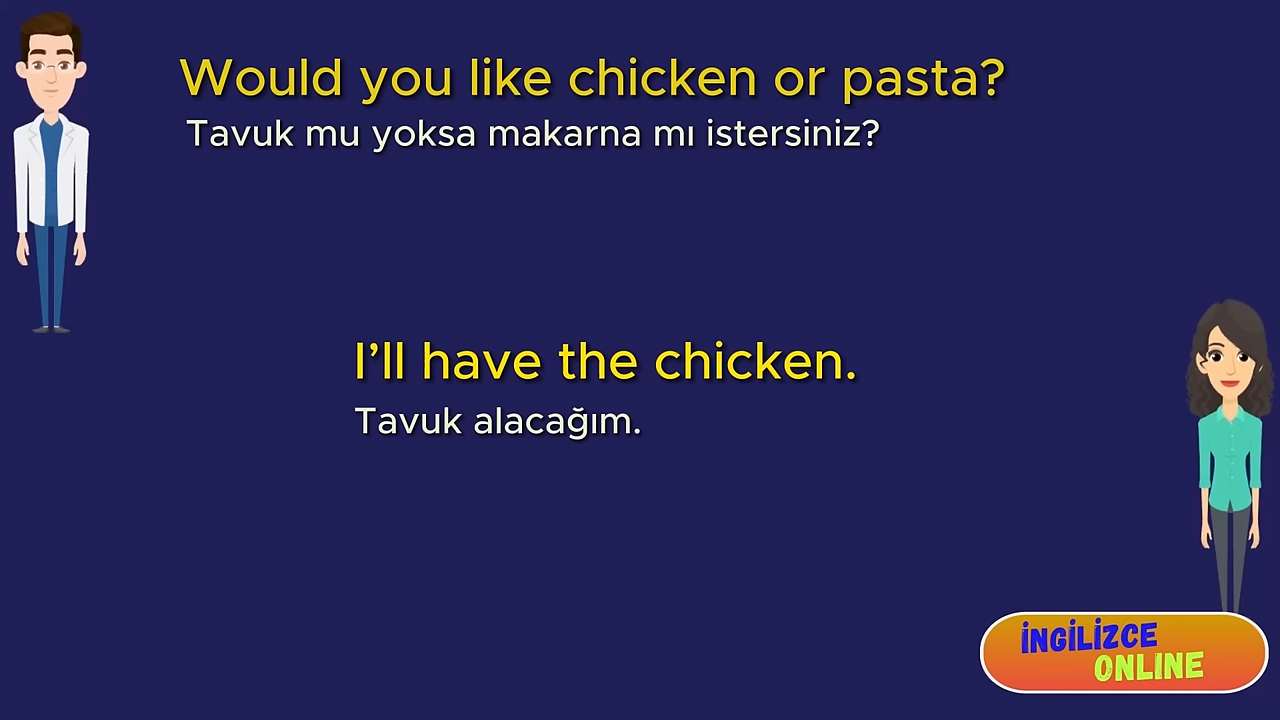 Would you like chicken or pasta?
Tavuk mu yoksa makarna mı istersiniz?
I'll have the chicken.
Tavuk alacağım.
İNGİLİZCE
ONLINE